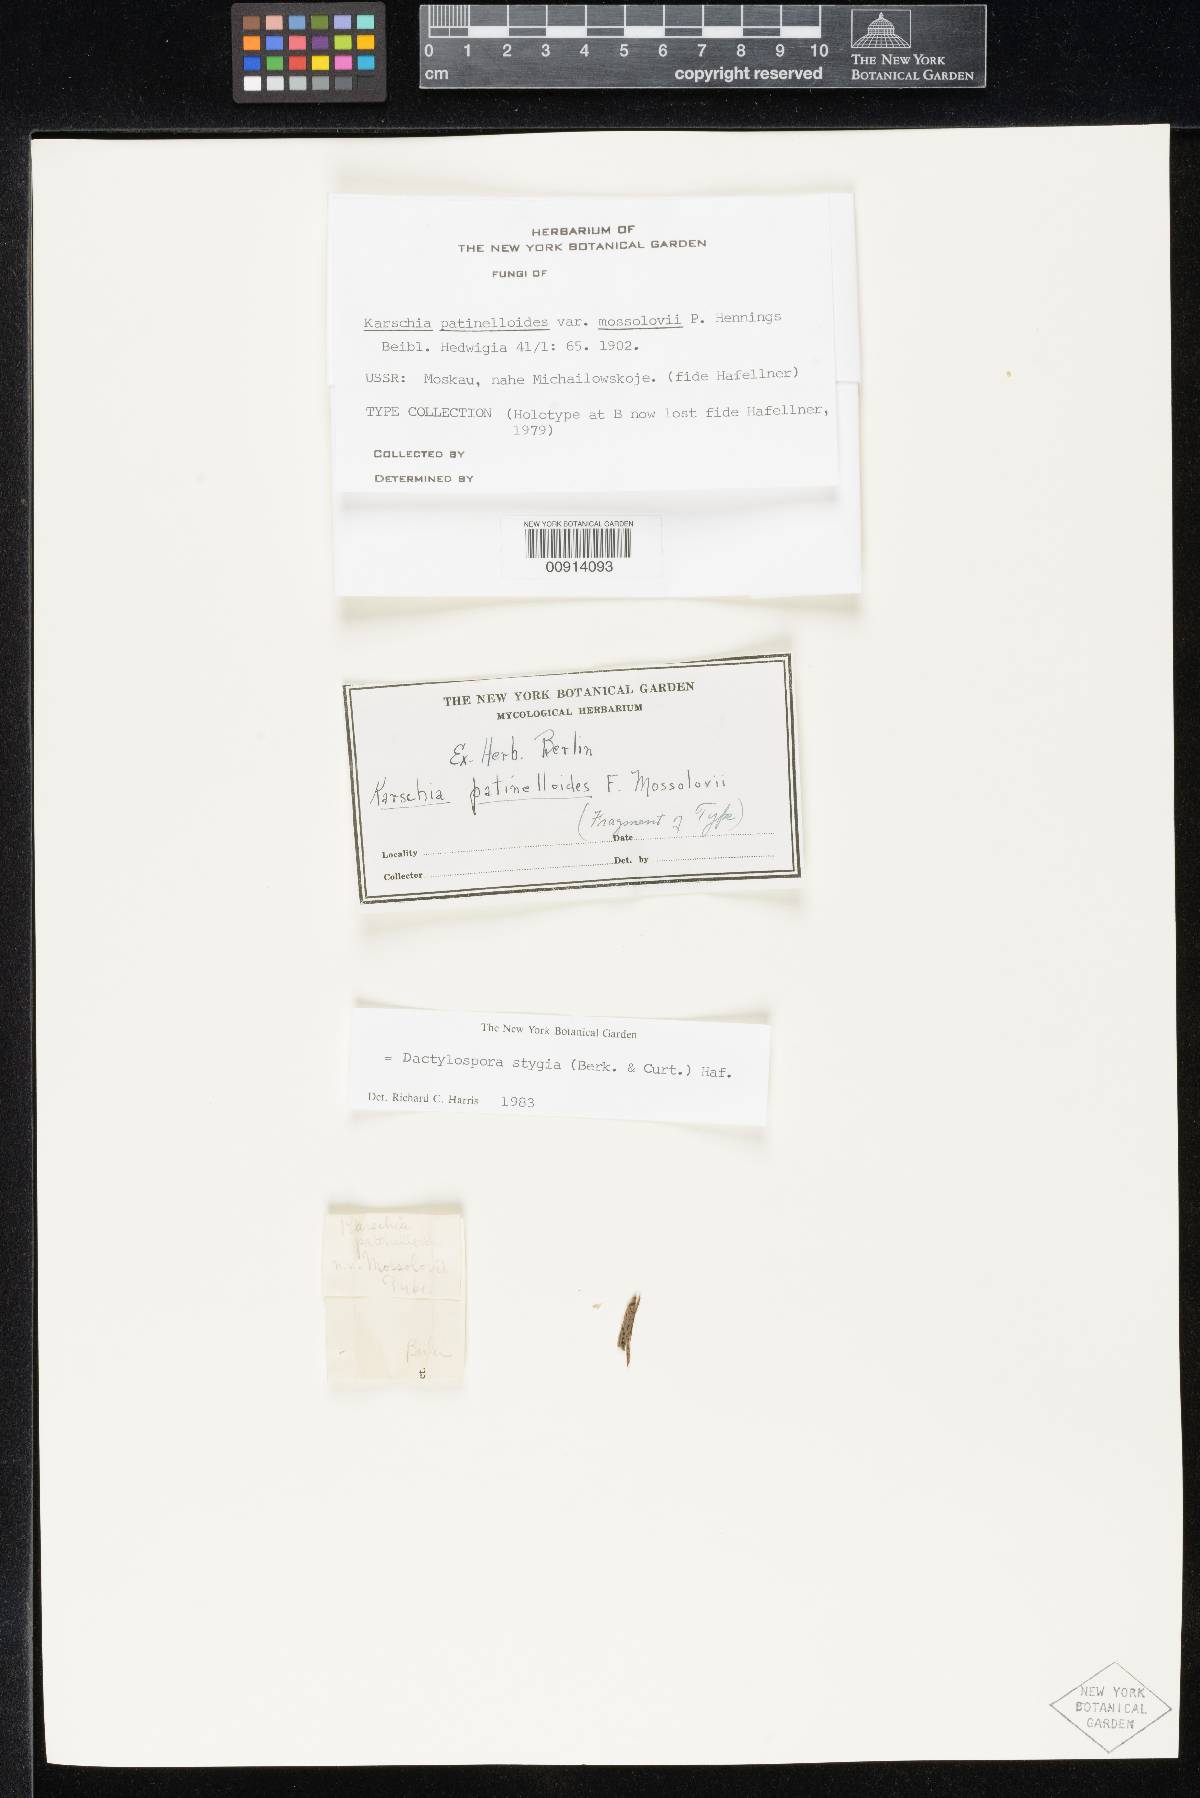 0 1 2 3 4 5 6 7 8 9 10
cm
copyright reserved
THE NEW YORK
BOTANICAL GARDEN
HERBARIUM OF
THE NEW YORK BOTANICAL GARDEN
FUNGI OF
Karschia patinelloides var. mossolovii P. Hennings
Beibl. Hedwigia 41/1: 65. 1902.
USSR: Moskau, nahe Michailowskoje. (fide Hafellner)
TYPE COLLECTION (Holotype at B now lost fide Hafellner,
1979)
COLLECTED BY
DETERMINED BY
NEW YORK BOTANICAL GARDEN
00914093
THE NEW YORK BOTANICAL GARDEN
MYCOLOGICAL HERBARIUM
Ex. Herb. Berlin
Karschia patinelloides F. Mossolovii
(Fragment of Type)
Date
Locality
Det. by
Collector
The New York Botanical Garden
= Dactylospora stygia (Berk. & Curt.) Haf.
Det. Richard C. Harris 1983
Karschia
n.v. Mossolovii
Type
Berlin
NEW YORK
BOTANICAL
GARDEN